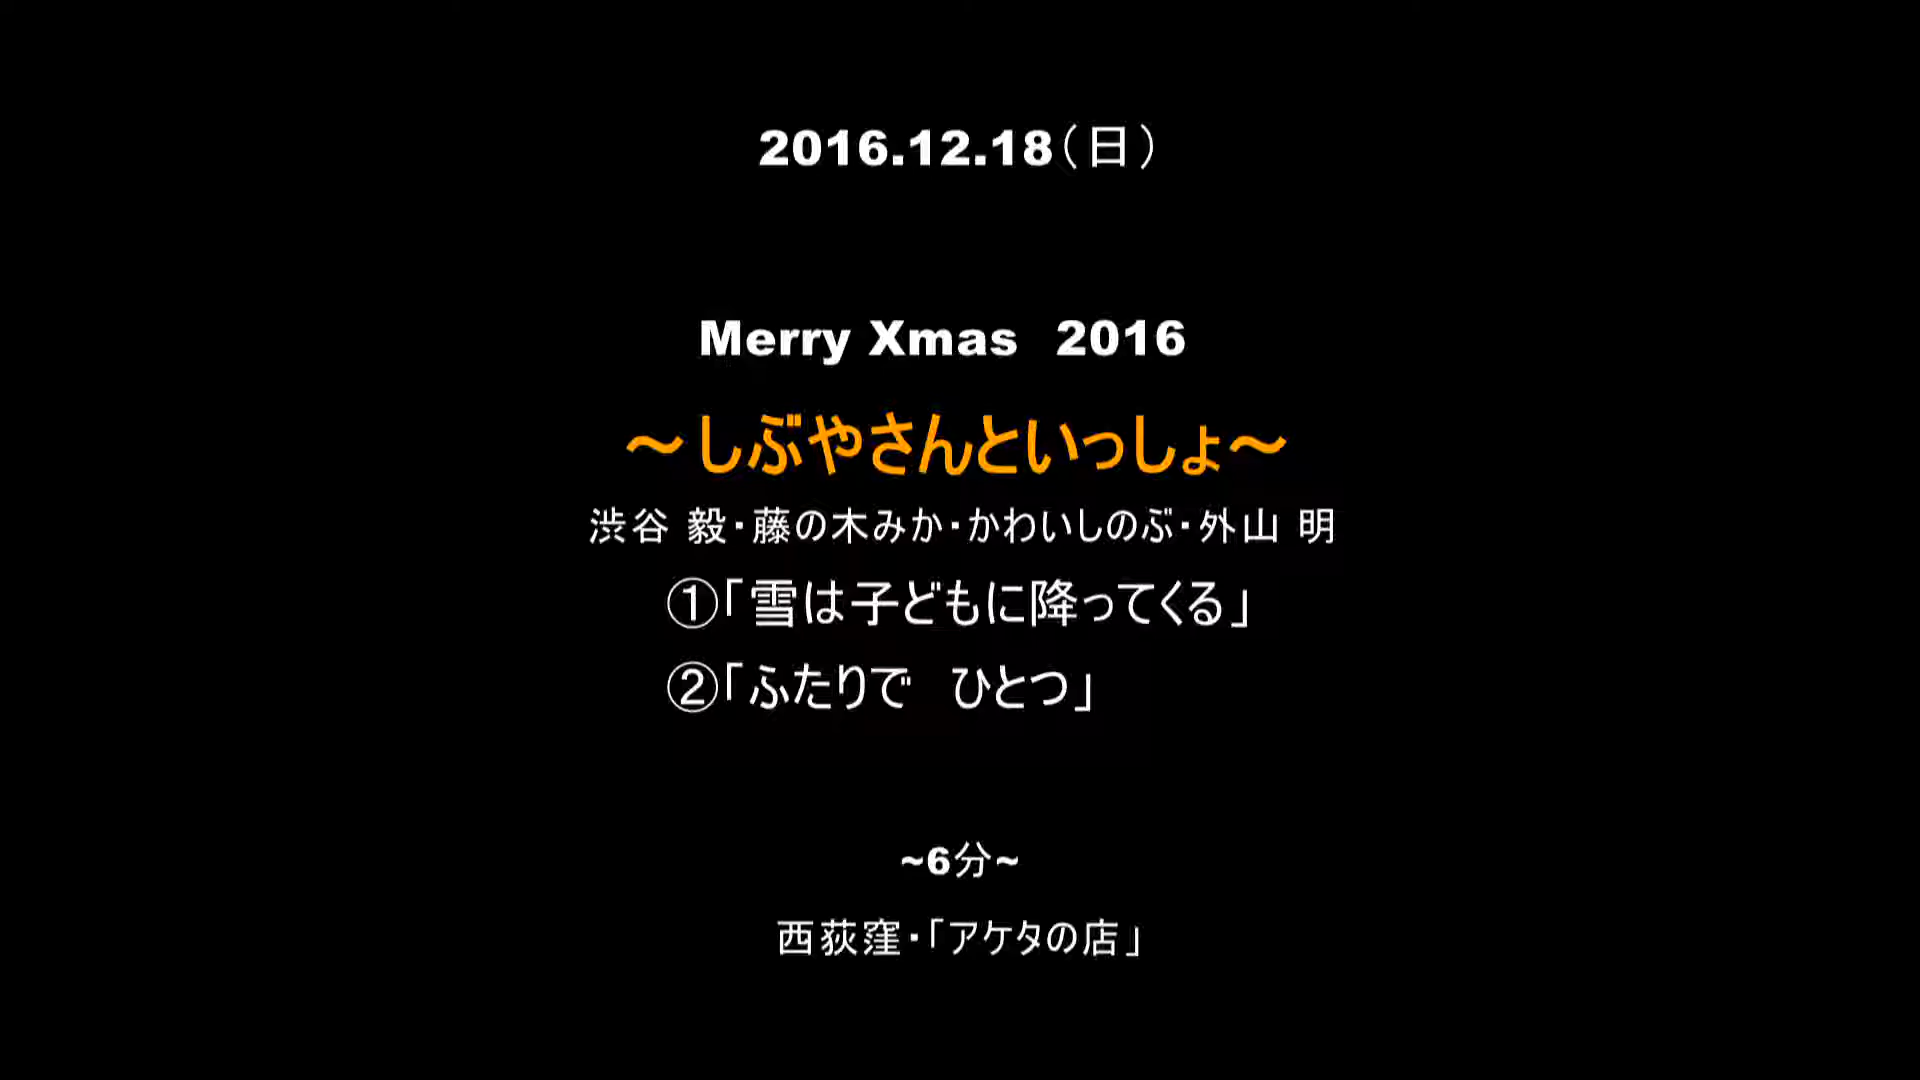 2016.12.18（日）
Merry Xmas　2016
～しぶやさんといっしょ～
渋谷 毅・藤の木みか・かわいしのぶ・外山 明
①「雪は子どもに降ってくる」
②「ふたりで　ひとつ」
~6分~
西荻窪・「アケタの店」